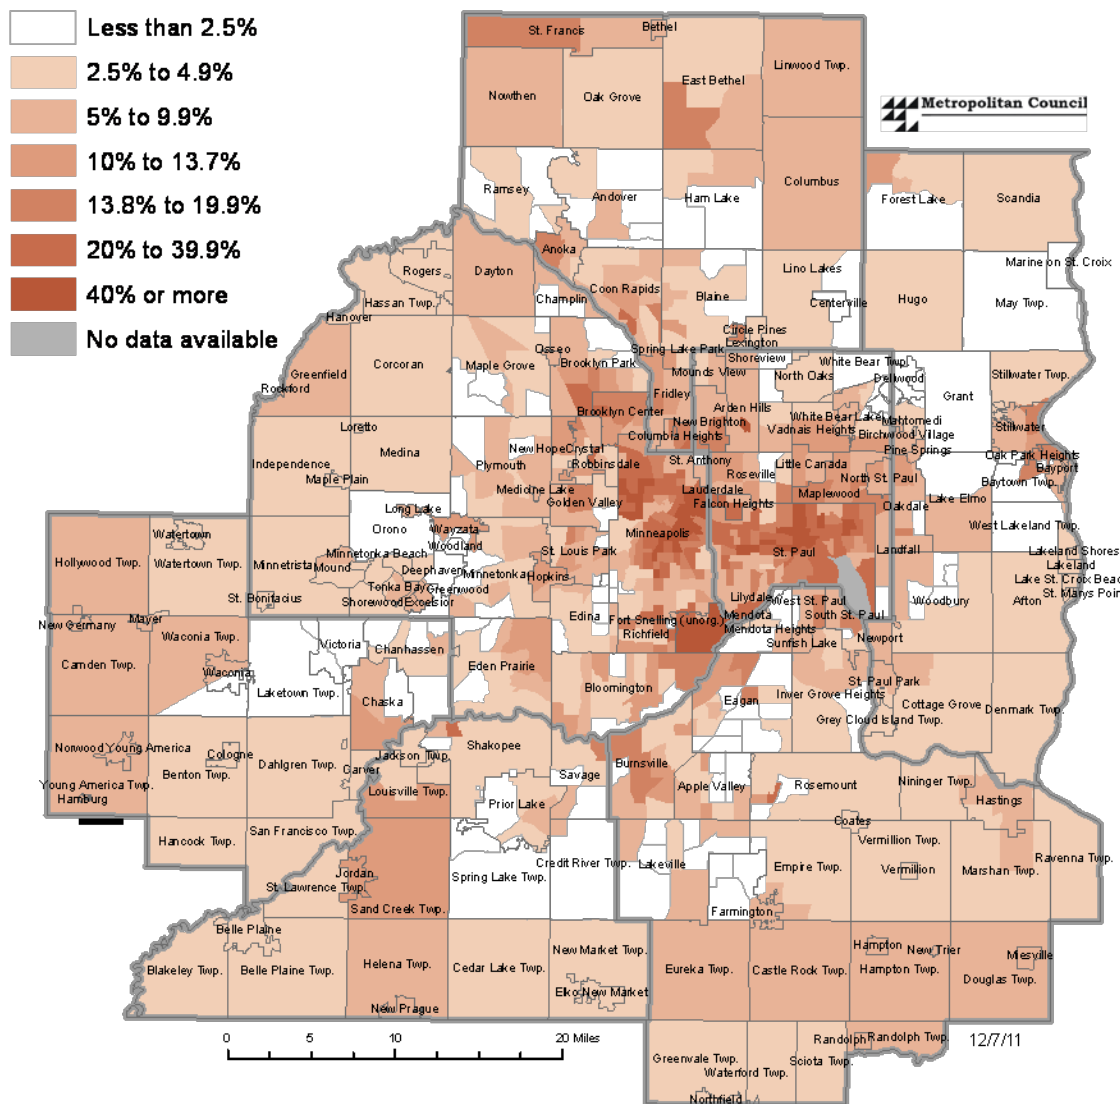 Less than 2.5%
2.5% to 4.9%
5% to 9.9%
10% to 13.7%
13.8% to 19.9%
20% to 39.9%
40% or more
No data available
Metropolitan Council
St. Francis
Bethel
East Bethel
Linwood Twp.
Nowthen
Oak Grove
Ramsey
Andover
Ham Lake
Columbus
Forest Lake
Scandia
Anoka
Rogers
Dayton
Hassan Twp.
Champlin
Coon Rapids
Blaine
Lino Lakes
Centerville
Hugo
Marine on St. Croix
May Twp.
Hanover
Circle Pines
Lexington
Greenfield
Rockford
Corcoran
Maple Grove
Osseo
Brooklyn Park
Spring Lake Park
Mounds View
Shoreview
North Oaks
White Bear Twp.
Dellwood
Grant
Stillwater Twp.
Fridley
Brooklyn Center
Arden Hills
New Brighton
White Bear Lake
Vadnais Heights
Mahtomedi
Birchwood Village
Stillwater
Loretto
Medina
Columbia Heights
Pine Springs
Oak Park Heights
Bayport
Baytown Twp.
Independence
Maple Plain
Plymouth
New Hope
Crystal
Robbinsdale
St. Anthony
Roseville
Little Canada
North St. Paul
Medicine Lake
Golden Valley
Lauderdale
Falcon Heights
Maplewood
Oakdale
Lake Elmo
West Lakeland Twp.
Long Lake
Orono
Wayzata
Woodland
Minneapolis
St. Paul
Landfall
Lakeland Shores
Lakeland
Lake St. Croix Beach
St. Marys Point
Afton
Hollywood Twp.
Watertown
Watertown Twp.
Minnetrista
Mound
Minnetonka Beach
Deephaven
Tonka Bay
Greenwood
Minnetonka
St. Louis Park
Hopkins
St. Bonifacius
Shorewood
Excelsior
Edina
Fort Snelling (unorg.)
Richfield
Lilydale
Mendota
Mendota Heights
West St. Paul
South St. Paul
Sunfish Lake
Newport
Woodbury
New Germany
Mayer
Waconia Twp.
Victoria
Chanhassen
Camden Twp.
Waconia
Laketown Twp.
Chaska
Eden Prairie
Bloomington
Eagan
Inver Grove Heights
St. Paul Park
Cottage Grove
Grey Cloud Island Twp.
Denmark Twp.
Norwood Young America
Cologne
Benton Twp.
Dahlgren Twp.
Carver
Jackson Twp.
Shakopee
Savage
Burnsville
Apple Valley
Rosemount
Nininger Twp.
Hastings
Young America Twp.
Hamburg
Louisville Twp.
Prior Lake
Coates
Hancock Twp.
San Francisco Twp.
Vermillion Twp.
Ravenna Twp.
Jordan
St. Lawrence Twp.
Spring Lake Twp.
Credit River Twp.
Lakeville
Empire Twp.
Vermillion
Marshan Twp.
Sand Creek Twp.
Farmington
Belle Plaine
Blakeley Twp.
Belle Plaine Twp.
Helena Twp.
Cedar Lake Twp.
New Market Twp.
Elko New Market
Eureka Twp.
Castle Rock Twp.
Hampton
Hampton Twp.
New Trier
Miesville
Douglas Twp.
New Prague
Randolph
Randolph Twp.
Greenvale Twp.
Waterford Twp.
Sciota Twp.
Northfield
0 5 10 20 Miles
12/7/11